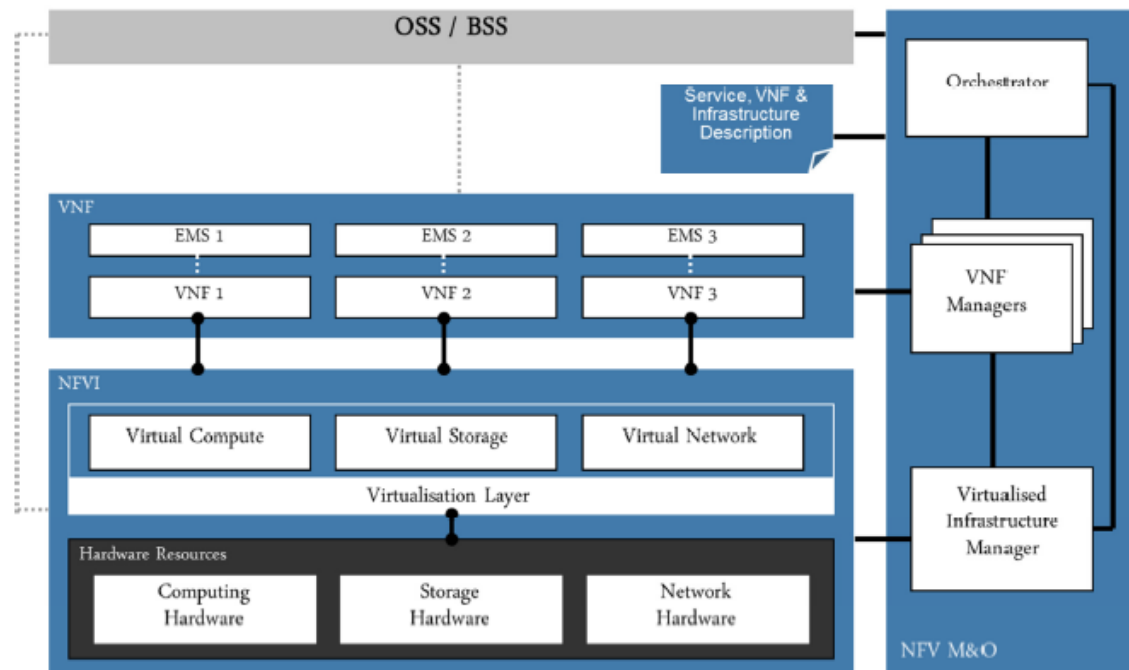 OSS / BSS
Orchestrator
Service, VNF &
Infrastructure
Description
VNF
EMS 1
EMS 2
EMS 3
VNF 1
VNF 2
VNF 3
VNF
Managers
NFVI
Virtual Compute
Virtual Storage
Virtual Network
Virtualisation Layer
Virtualised
Infrastructure
Manager
Hardware Resources
Computing
Hardware
Storage
Hardware
Network
Hardware
NFV M&O